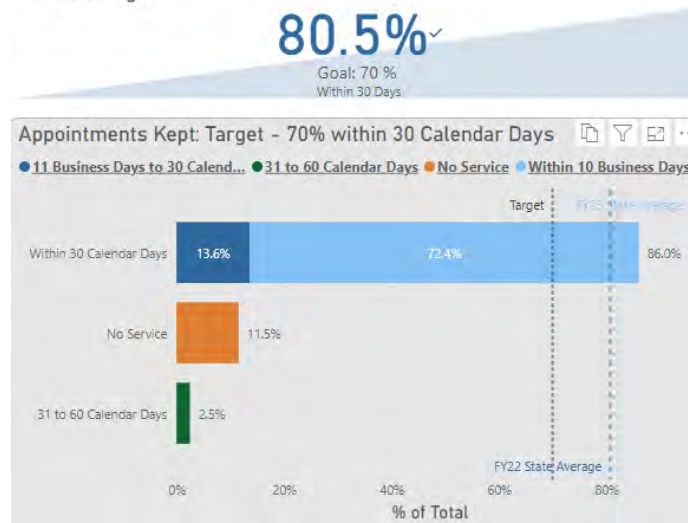 80.5%✓
Goal: 70 %
Within 30 Days
Appointments Kept: Target - 70% within 30 Calendar Days
11 Business Days to 30 Calend... 31 to 60 Calendar Days No Service Within 10 Business Days
Target FY23 State Average
Within 30 Calendar Days 13.6% 72.4% 86.0%
No Service 11.5%
31 to 60 Calendar Days 2.5%
FY22 State Average
0% 20% 40% 60% 80%
% of Total